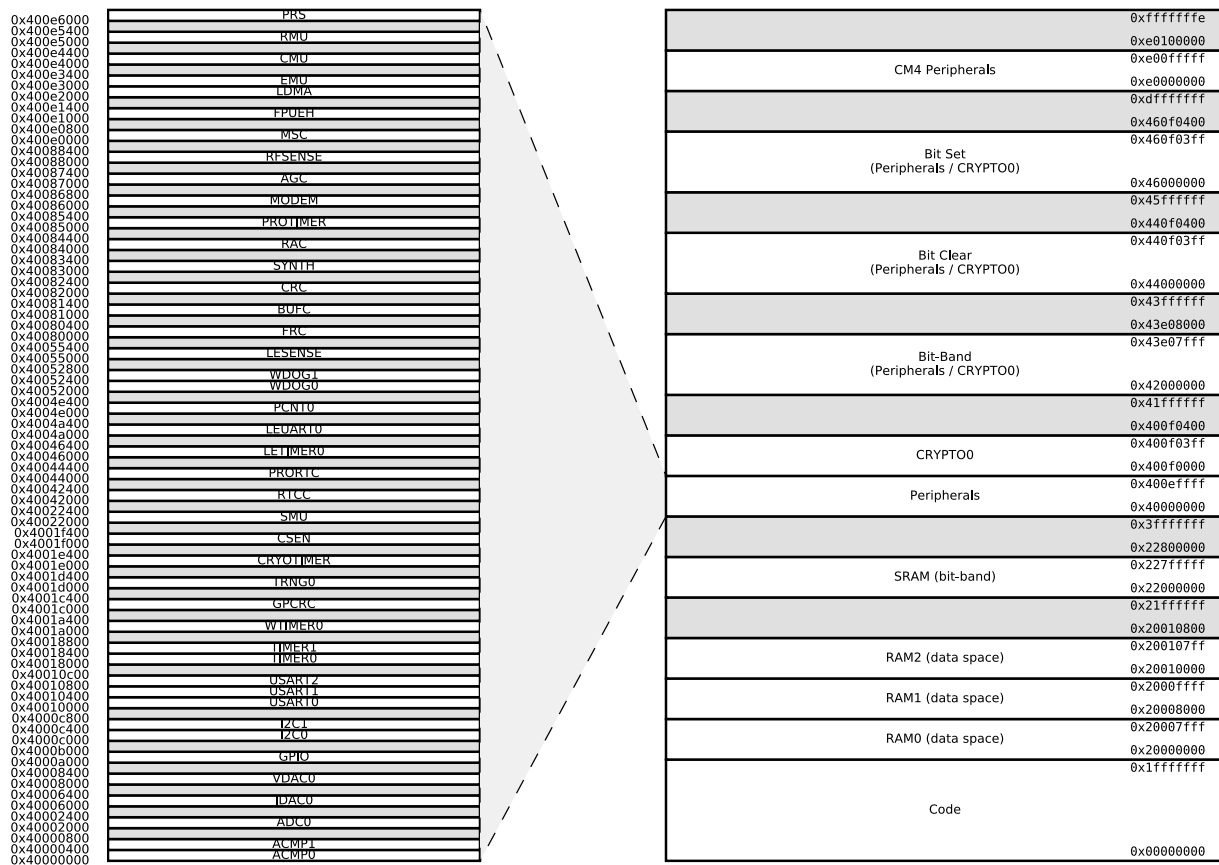 0x400e6000 PRS
0x400e5400
0x400e5000 RMU
0x400e4400
0x400e4000 CMU
0x400e3400
0x400e3000 EMU
0x400e2000 LDMA
0x400e1400
0x400e1000 FPUEH
0x400e0800
0x400e0000 MSC
0x40088400
0x40088000 RFSENSE
0x40087400
0x40087000 AGC
0x40086800
0x40086000 MODEM
0x40085400
0x40085000 PROTIMER
0x40084400
0x40084000 RAC
0x40083400
0x40083000 SYNTH
0x40082400
0x40082000 CRC
0x40081400
0x40081000 BUFC
0x40080400
0x40080000 FRC
0x40055400
0x40055000 LESENSE
0x40052800
0x40052400 WDOG1
0x40052000 WDOG0
0x4004e400
0x4004e000 PCNT0
0x4004a400
0x4004a000 LEUART0
0x40046400
0x40046000 LETIMER0
0x40044400
0x40044000 PRORTC
0x40042400
0x40042000 RTCC
0x40022400
0x40022000 SMU
0x4001f400
0x4001f000 CSEN
0x4001e400
0x4001e000 CRYOTIMER
0x4001d400
0x4001d000 TRNG0
0x4001c400
0x4001c000 GPCRC
0x4001a400
0x4001a000 WTIMER0
0x40018800
0x40018400 TIMER1
0x40018000 TIMER0
0x40010c00
0x40010800 USART2
0x40010400 USART1
0x40010000 USART0
0x4000c800
0x4000c400 I2C1
0x4000c000 I2C0
0x4000b000
0x4000a000 GPIO
0x40008400
0x40008000 VDAC0
0x40006400
0x40006000 IDAC0
0x40002400
0x40002000 ADC0
0x40000800
0x40000400 ACMP1
0x40000000 ACMP0
0xfffffffe
0xe0100000
0xe00fffff
CM4 Peripherals
0xe0000000
0xdfffffff
0x460f0400
0x460f03ff
Bit Set
(Peripherals / CRYPTO0)
0x46000000
0x45ffffff
0x440f0400
0x440f03ff
Bit Clear
(Peripherals / CRYPTO0)
0x44000000
0x43ffffff
0x43e08000
0x43e07fff
Bit-Band
(Peripherals / CRYPTO0)
0x42000000
0x41ffffff
0x400f0400
0x400f03ff
CRYPTO0
0x400f0000
0x400effff
Peripherals
0x40000000
0x3fffffff
0x22800000
0x227fffff
SRAM (bit-band)
0x22000000
0x21ffffff
0x20010800
0x200107ff
RAM2 (data space)
0x20010000
0x2000ffff
RAM1 (data space)
0x20008000
0x20007fff
RAM0 (data space)
0x20000000
0x1fffffff
Code
0x00000000